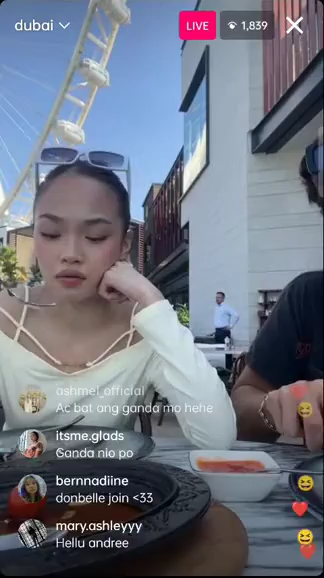 dubai
LIVE
1,839
ashmel_official
Ac bat ang ganda mo hehe
itsme.glads
Ganda nio po
bernnadiine
donbelle join <33
mary.ashleyyy
Hellu andree